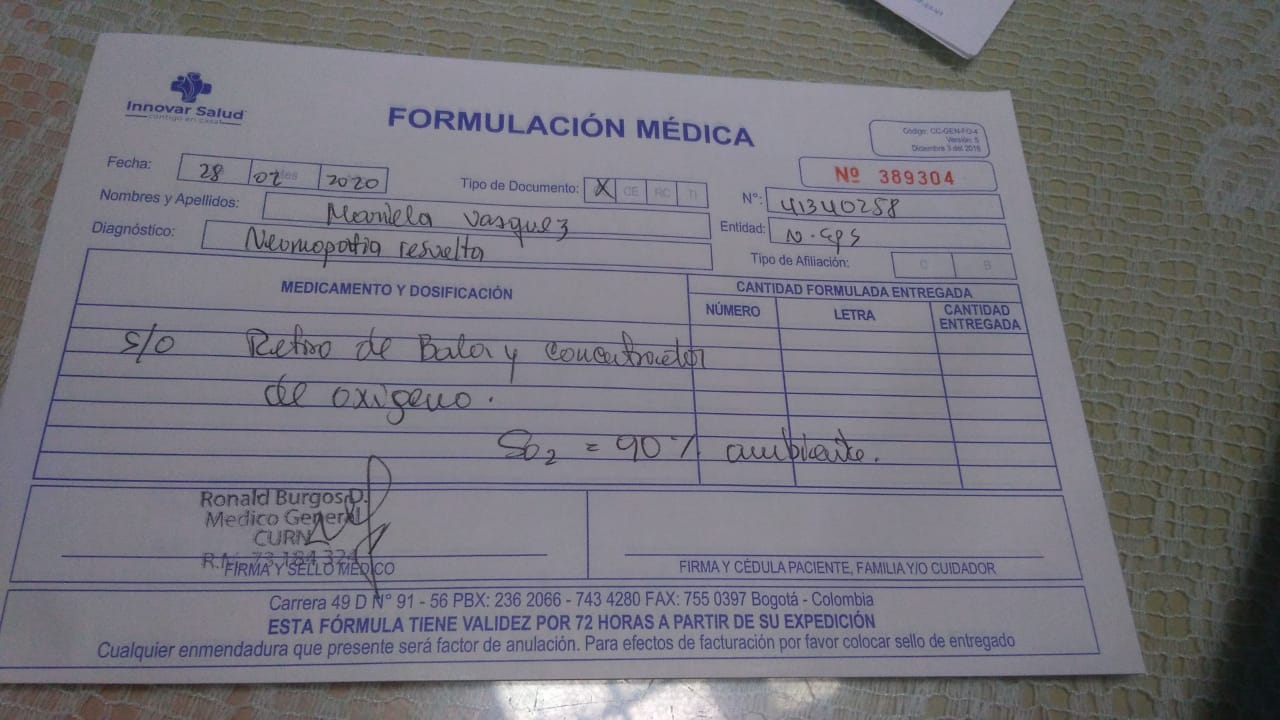 Innovar Salud
contigo en casa
FORMULACIÓN MÉDICA
Código: CC-GEN-FO-4
Versión: 5
Diciembre 3 del 2018
Nº 389304
Fecha: 28 02 2020
Tipo de Documento: X CE RC TI
Nº: 41340258
Nombres y Apellidos: Mariela Vasquez
Entidad: N. EPS
Diagnóstico: Neumopatia resuelta
Tipo de Afiliación: C B
MEDICAMENTO Y DOSIFICACIÓN
CANTIDAD FORMULADA ENTREGADA
NÚMERO LETRA CANTIDAD ENTREGADA
S/O Retiro de Bala y concentrador
de oxigeno.
SO2 = 90% ambiente.
Ronald Burgos D.
Medico General
CURN
FIRMA Y SELLO MÉDICO
FIRMA Y CÉDULA PACIENTE, FAMILIA Y/O CUIDADOR
Carrera 49 D N° 91 - 56 PBX: 236 2066 - 743 4280 FAX: 755 0397 Bogotá - Colombia
ESTA FÓRMULA TIENE VALIDEZ POR 72 HORAS A PARTIR DE SU EXPEDICIÓN
Cualquier enmendadura que presente será factor de anulación. Para efectos de facturación por favor colocar sello de entregado